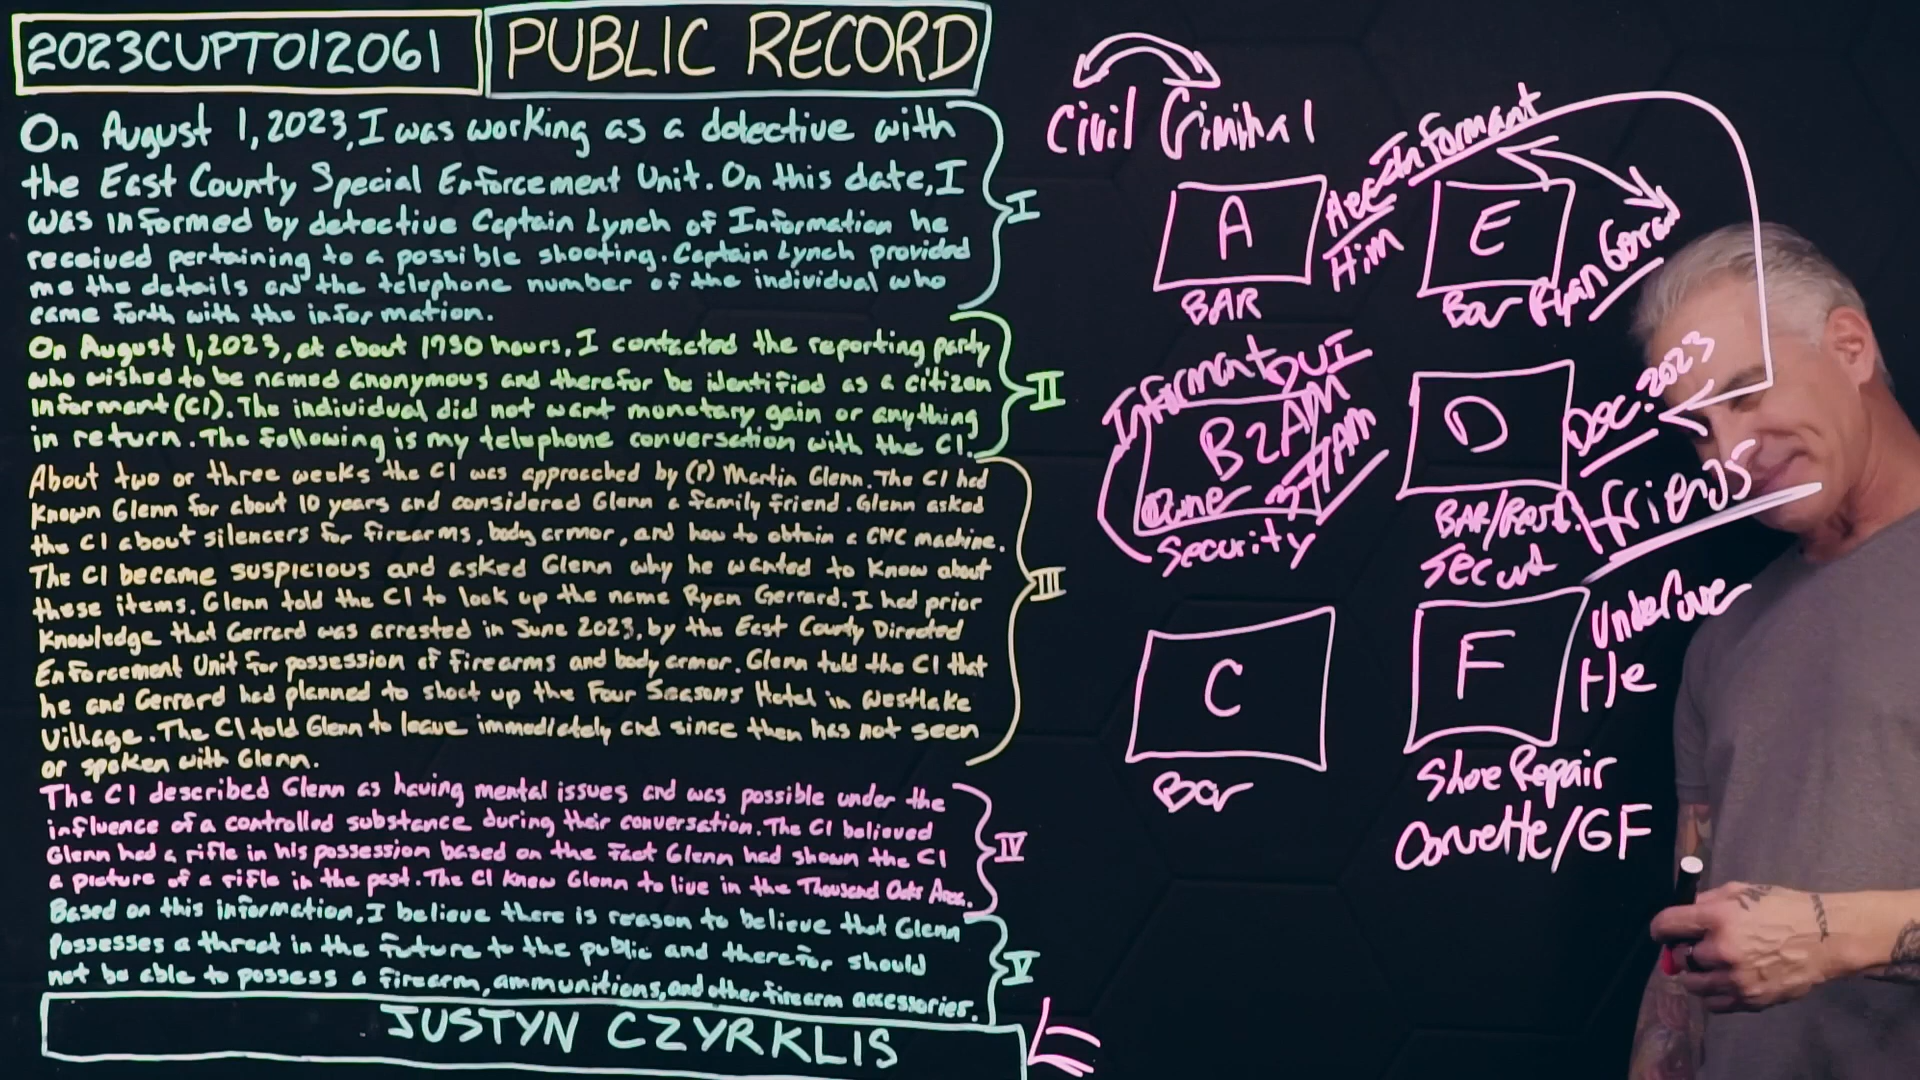 2023CUPT012061
PUBLIC RECORD
On August 1, 2023, I was working as a detective with
the East County Special Enforcement Unit. On this date, I
was informed by detective Captain Lynch of Information he
received pertaining to a possible shooting. Captain Lynch provided
me the details and the telephone number of the individual who
came forth with the information.
I
On August 1, 2023, at about 1730 hours, I contacted the reporting party
who wished to be named anonymous and therefor be identified as a citizen
Informant (CI). The individual did not want monetary gain or anything
in return. The following is my telephone conversation with the CI.
II
About two or three weeks the CI was approached by (P) Martin Glenn. The CI had
known Glenn for about 10 years and considered Glenn a family friend. Glenn asked
the CI about silencers for firearms, body armor, and how to obtain a CNC machine.
The CI became suspicious and asked Glenn why he wanted to know about
these items. Glenn told the CI to look up the name Ryan Gerrard. I had prior
knowledge that Gerrard was arrested in June 2023, by the East County Directed
Enforcement Unit for possession of firearms and body armor. Glenn told the CI that
he and Gerrard had planned to shoot up the Four Seasons Hotel in Westlake
Village. The CI told Glenn to leave immediately and since then has not seen
or spoken with Glenn.
III
The CI described Glenn as having mental issues and was possible under the
influence of a controlled substance during their conversation. The CI believed
Glenn had a rifle in his possession based on the fact Glenn had shown the CI
a picture of a rifle in the past. The CI knew Glenn to live in the Thousand Oaks Area.
IV
Based on this information, I believe there is reason to believe that Glenn
Possesses a threat in the future to the public and therefor should
not be able to possess a firearm, ammunitions, and other firearm accessories.
V
JUSTYN CZYRKLIS
Civil Criminal
A
BAR
Him
Informant
E
Bar Ryan Gerard
Informant DUI
B 2AM
Owner 3-7AM
Security
D
Dec. 2023
BAR/Rest.
Friends
C
Bar
F
Undercover
He
Shoe Repair
Corvette/GF